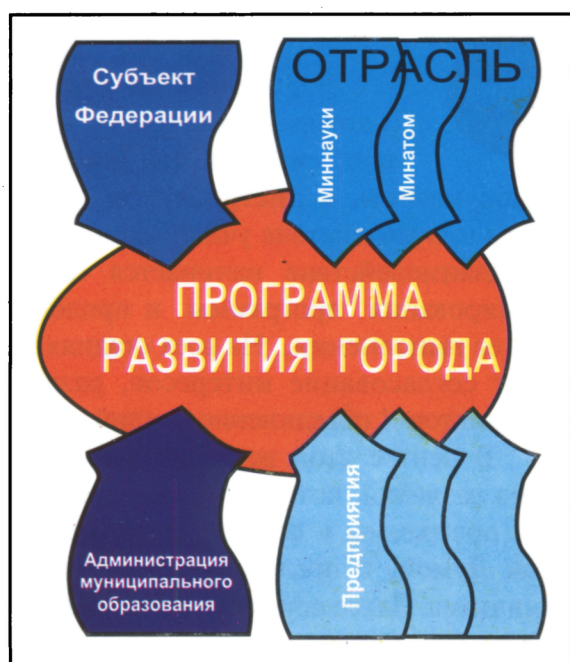 Субъект
Федерации
ОТРАСЛЬ
Миннауки
Минатом
ПРОГРАММА
РАЗВИТИЯ ГОРОДА
Администрация
муниципального
образования
Предприятия